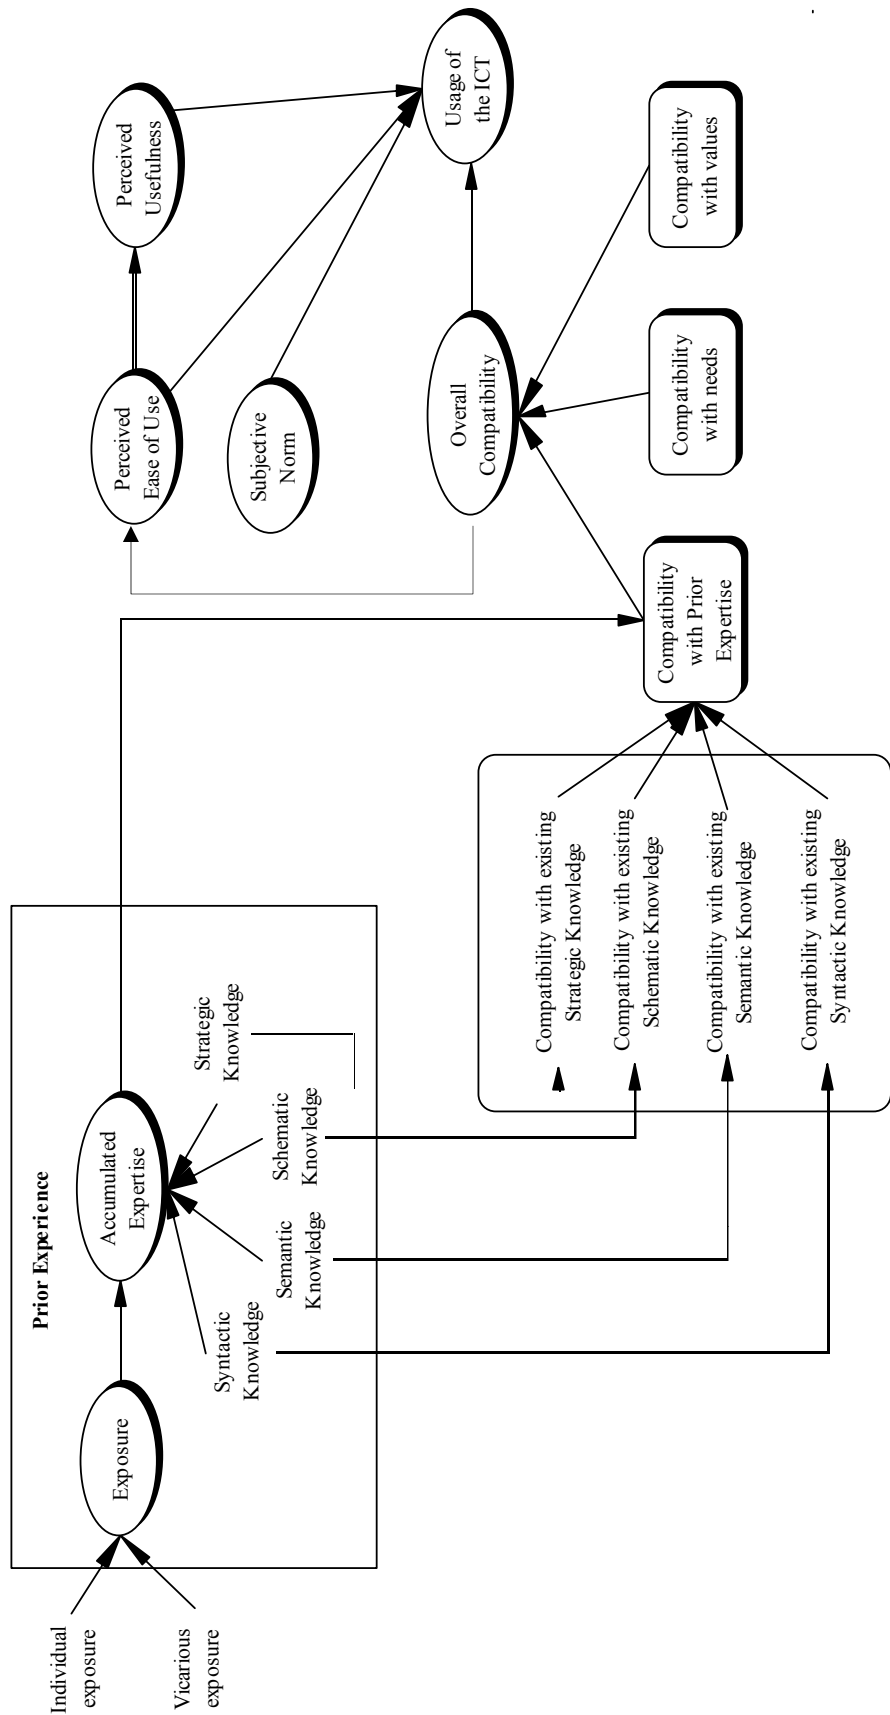 Prior Experience
Individual
exposure
Vicarious
exposure
Exposure
Accumulated
Expertise
Syntactic
Knowledge
Semantic
Knowledge
Schematic
Knowledge
Strategic
Knowledge
Compatibility with existing
Strategic Knowledge
Compatibility with existing
Schematic Knowledge
Compatibility with existing
Semantic Knowledge
Compatibility with existing
Syntactic Knowledge
Compatibility
with Prior
Expertise
Compatibility
with needs
Compatibility
with values
Overall
Compatibility
Subjective
Norm
Perceived
Ease of Use
Perceived
Usefulness
Usage of
the ICT